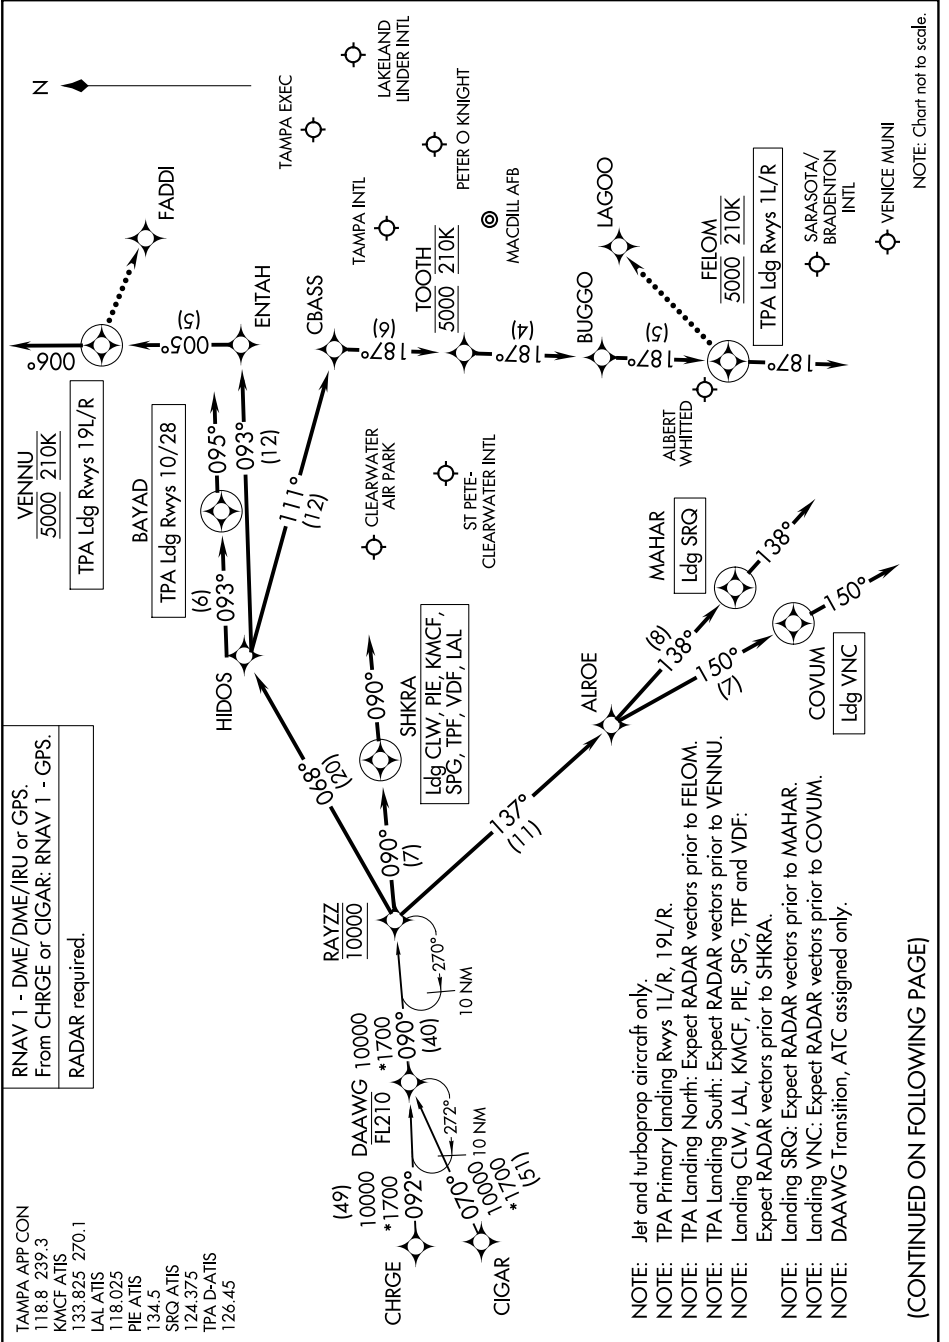 TAMPA APP CON
118.8 239.3
KMCF ATIS
133.825 270.1
LAL ATIS
118.025
PIE ATIS
134.5
SRQ ATIS
124.375
TPA D-ATIS
126.45
RNAV 1 - DME/DME/IRU or GPS.
From CHRGE or CIGAR: RNAV 1 - GPS.
RADAR required.
N
VENNU
5000 210K
TPA Ldg Rwys 19L/R
006°
FADDI
005°
(5)
ENTAH
BAYAD
TPA Ldg Rwys 10/28
095°
(6)
093°
093°
(12)
HIDOS
111°
(12)
CBASS
187°
(6)
TOOTH
5000 210K
187°
(4)
BUGGO
187°
(5)
LAGOO
FELOM
5000 210K
TPA Ldg Rwys 1L/R
187°
TAMPA EXEC
LAKELAND
LINDER INTL
TAMPA INTL
PETER O KNIGHT
MACDILL AFB
SARASOTA/
BRADENTON
INTL
VENICE MUNI
ALBERT
WHITTED
CLEARWATER
AIR PARK
ST PETE-
CLEARWATER INTL
068°
(20)
SHKRA
Ldg CLW, PIE, KMCF,
SPG, TPF, VDF, LAL
090°
090°
(7)
RAYZZ
10000
270°
10 NM
137°
(11)
ALROE
138°
(8)
MAHAR
Ldg SRQ
138°
150°
(7)
COVUM
Ldg VNC
150°
10000
*1700
090°
(40)
DAAWG
FL210
272°
10 NM
(49)
10000
*1700
092°
CHRGE
070°
10000
*1700
(51)
CIGAR
NOTE: Jet and turboprop aircraft only.
NOTE: TPA Primary landing Rwys 1L/R, 19L/R.
NOTE: TPA Landing North: Expect RADAR vectors prior to FELOM.
NOTE: TPA Landing South: Expect RADAR vectors prior to VENNU.
NOTE: Landing CLW, LAL, KMCF, PIE, SPG, TPF and VDF:
Expect RADAR vectors prior to SHKRA.
NOTE: Landing SRQ: Expect RADAR vectors prior to MAHAR.
NOTE: Landing VNC: Expect RADAR vectors prior to COVUM.
NOTE: DAAWG Transition, ATC assigned only.
(CONTINUED ON FOLLOWING PAGE)
NOTE: Chart not to scale.